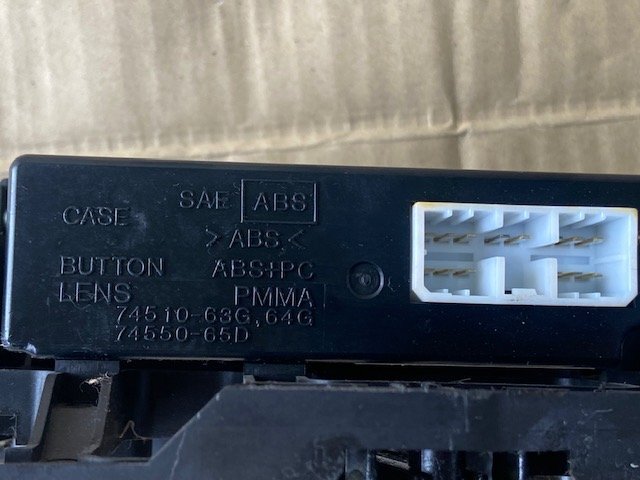 CASE SAE ABS
>ABS<
BUTTON ABS+PC
LENS PMMA
74510-63G,64G
74550-65D